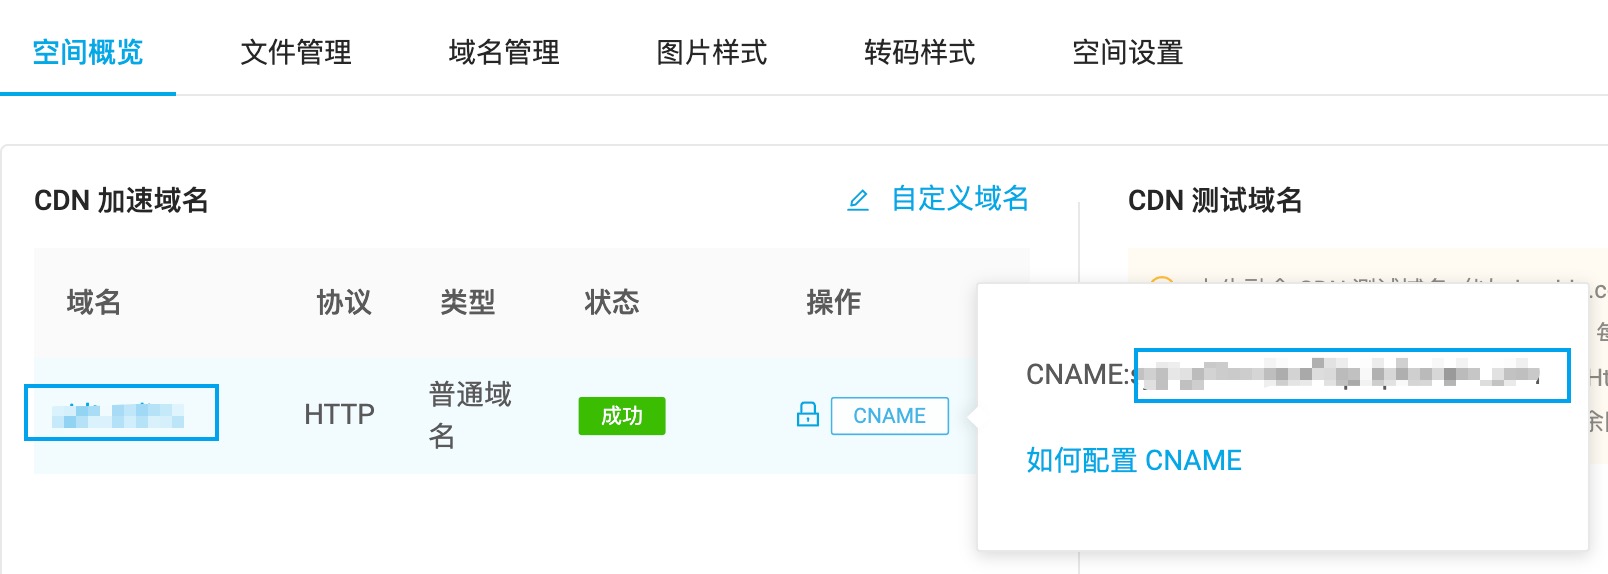 空间概览 文件管理 域名管理 图片样式 转码样式 空间设置
CDN 加速域名 自定义域名 CDN 测试域名
域名 协议 类型 状态 操作
HTTP 普通域名 成功 CNAME
CNAME:
如何配置 CNAME